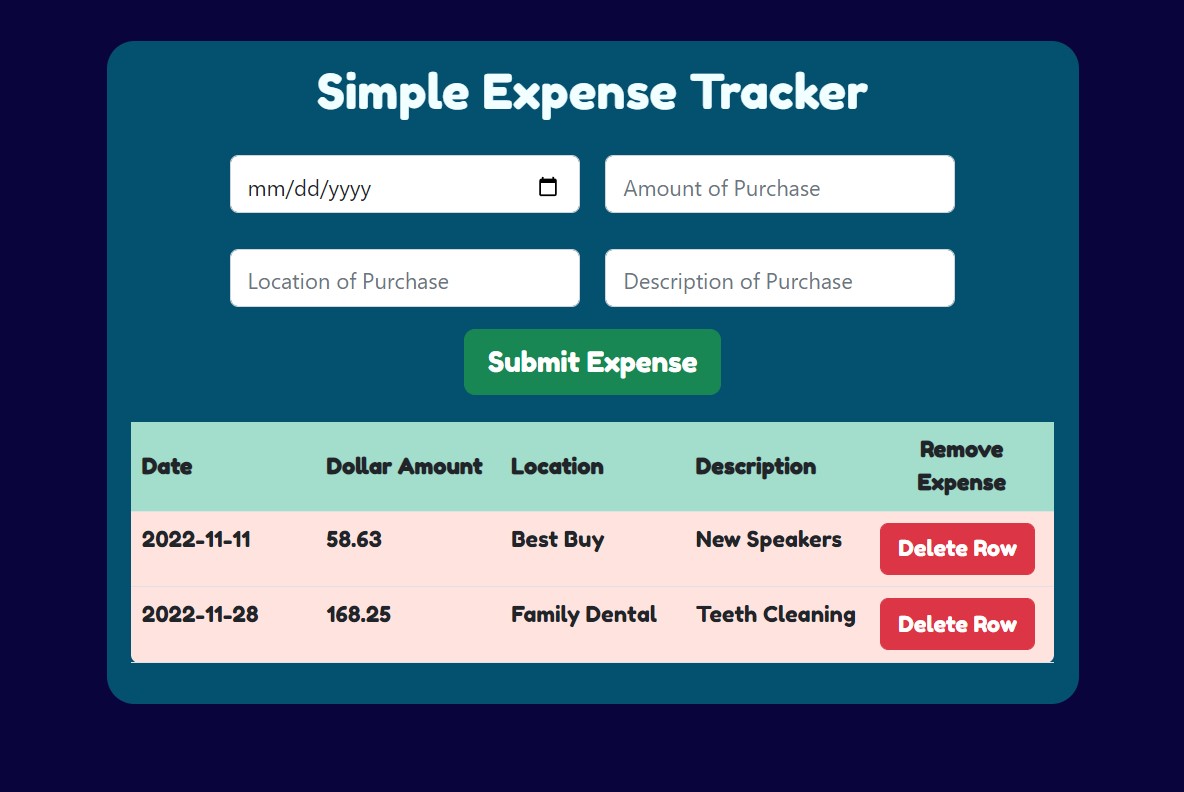 Simple Expense Tracker
mm/dd/yyyy
Amount of Purchase
Location of Purchase
Description of Purchase
Submit Expense
Date Dollar Amount Location Description Remove Expense
2022-11-11 58.63 Best Buy New Speakers Delete Row
2022-11-28 168.25 Family Dental Teeth Cleaning Delete Row